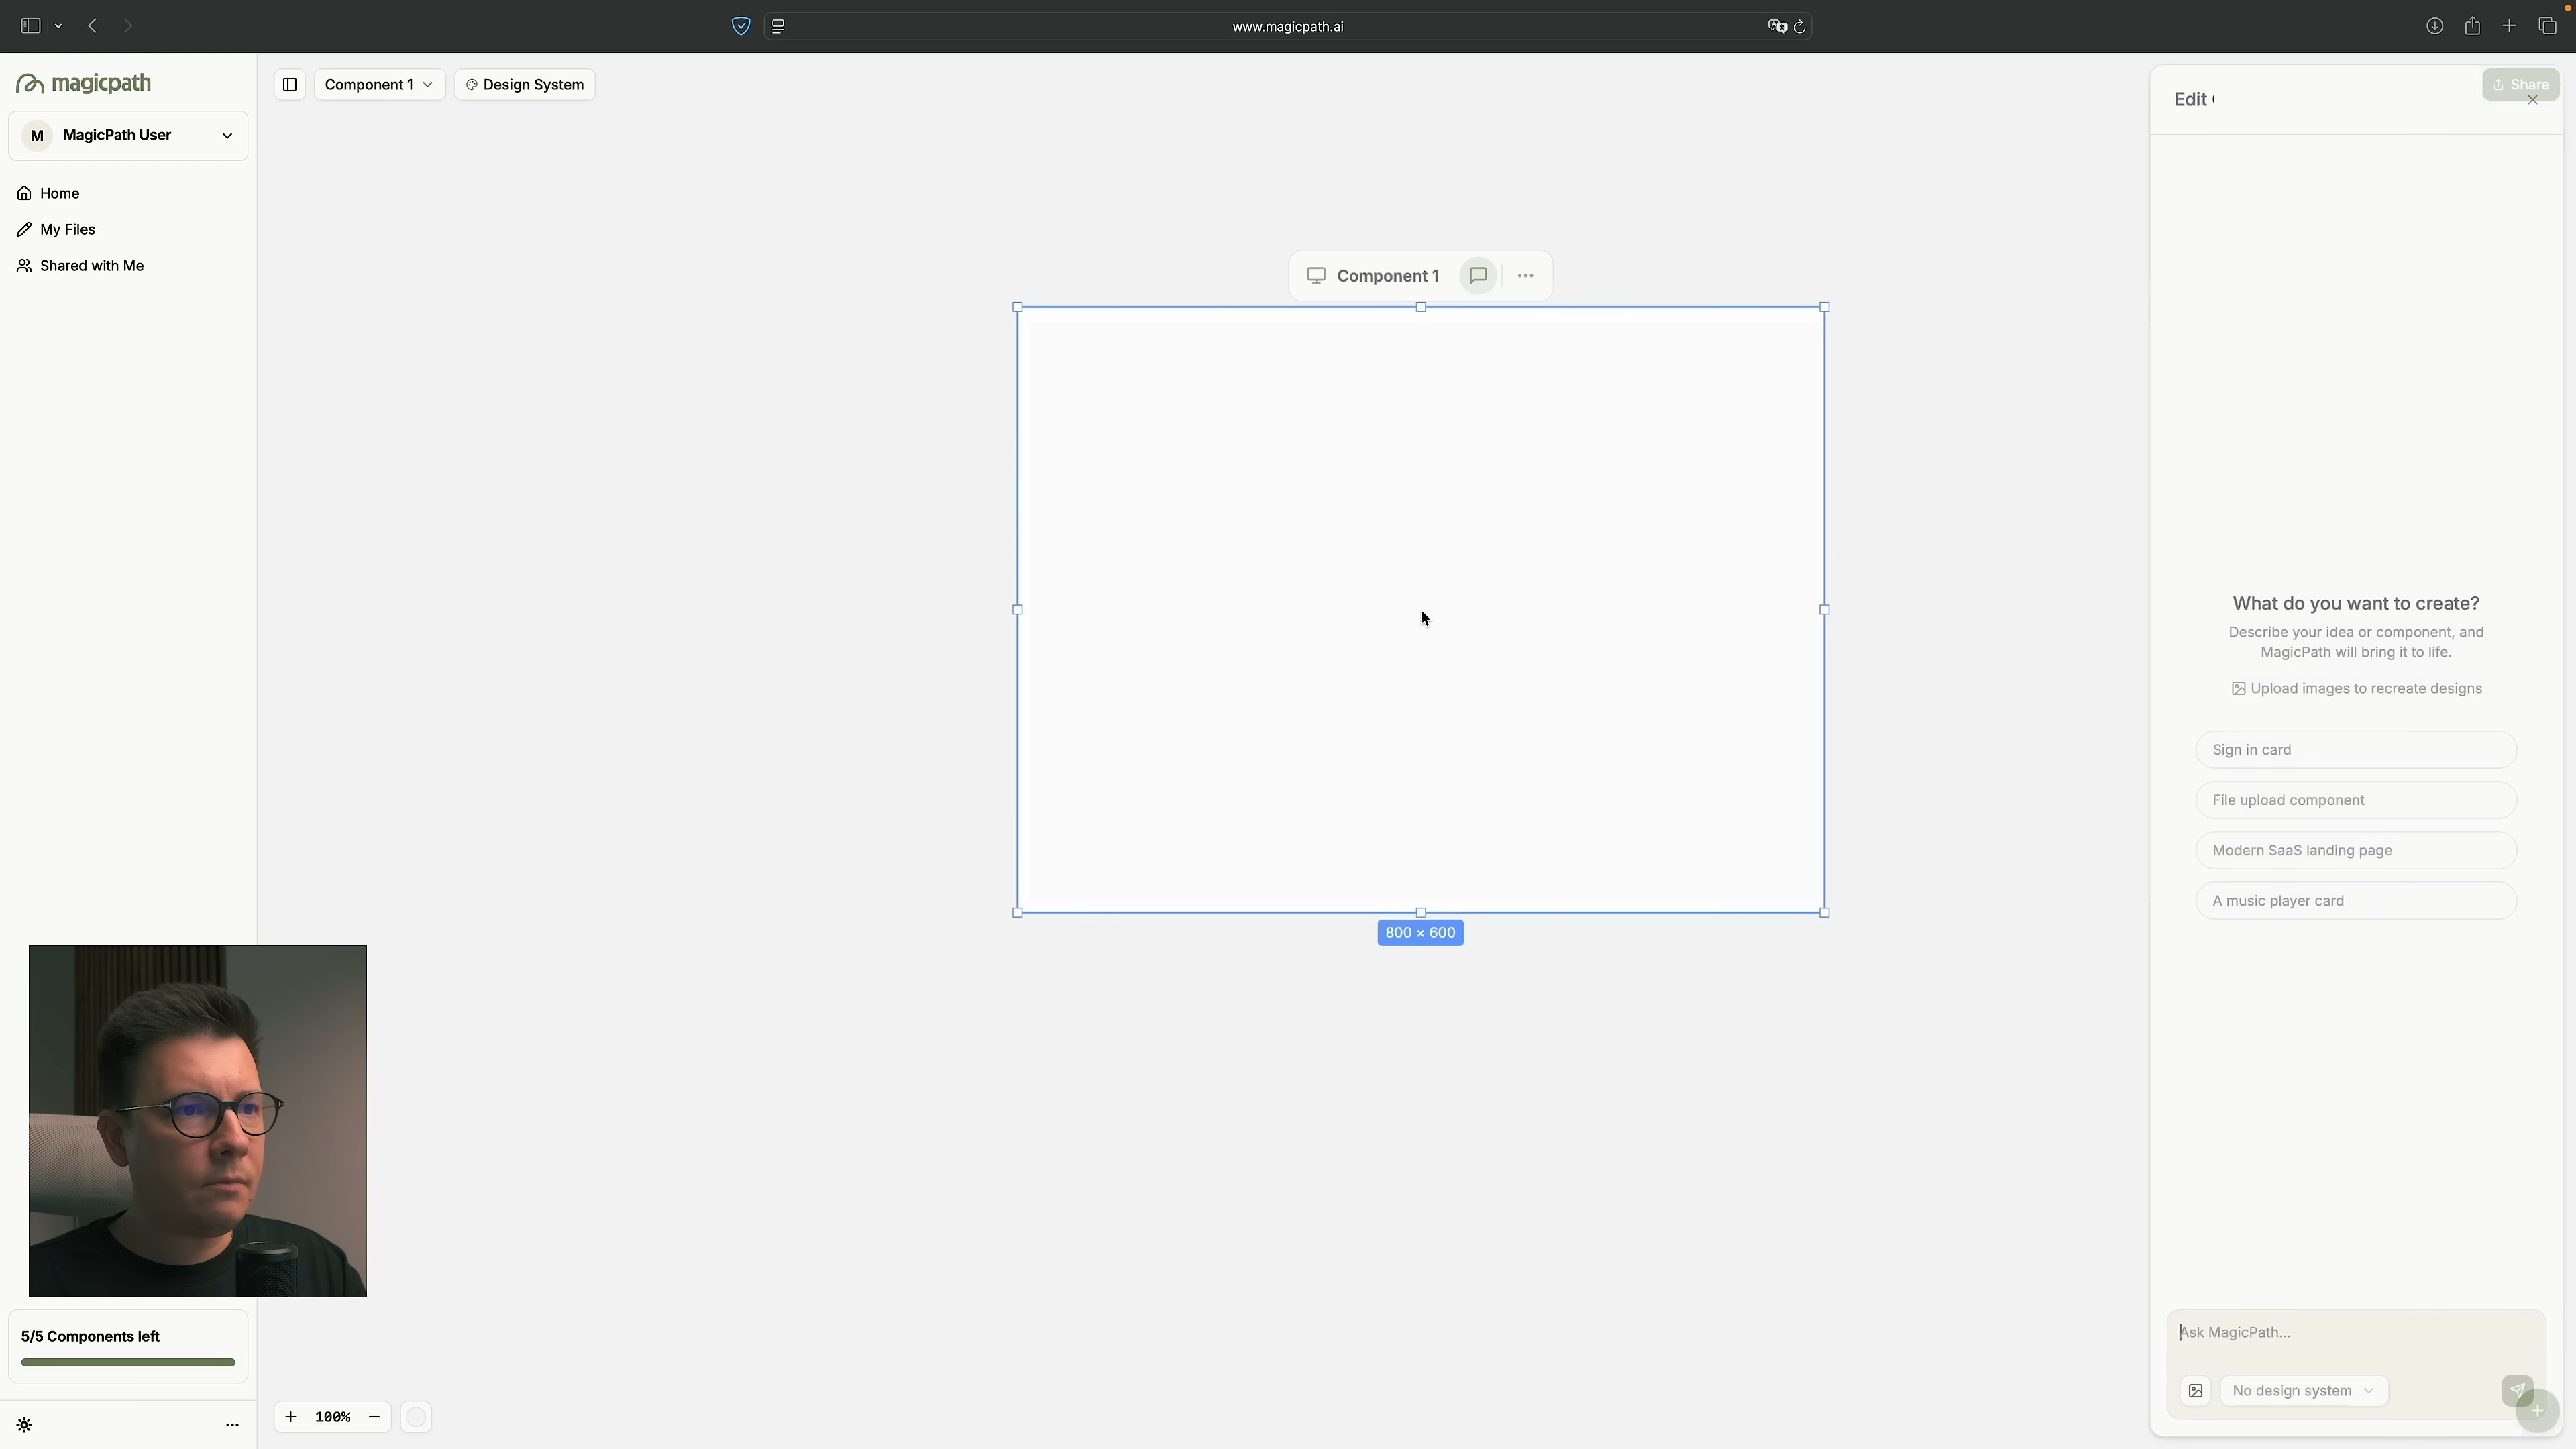 www.magicpath.ai
magicpath
Component 1
Design System
Share
Edit
M
MagicPath User
Home
My Files
Shared with Me
Component 1
800 × 600
What do you want to create?
Describe your idea or component, and
MagicPath will bring it to life.
Upload images to recreate designs
Sign in card
File upload component
Modern SaaS landing page
A music player card
5/5 Components left
Ask MagicPath...
No design system
100%